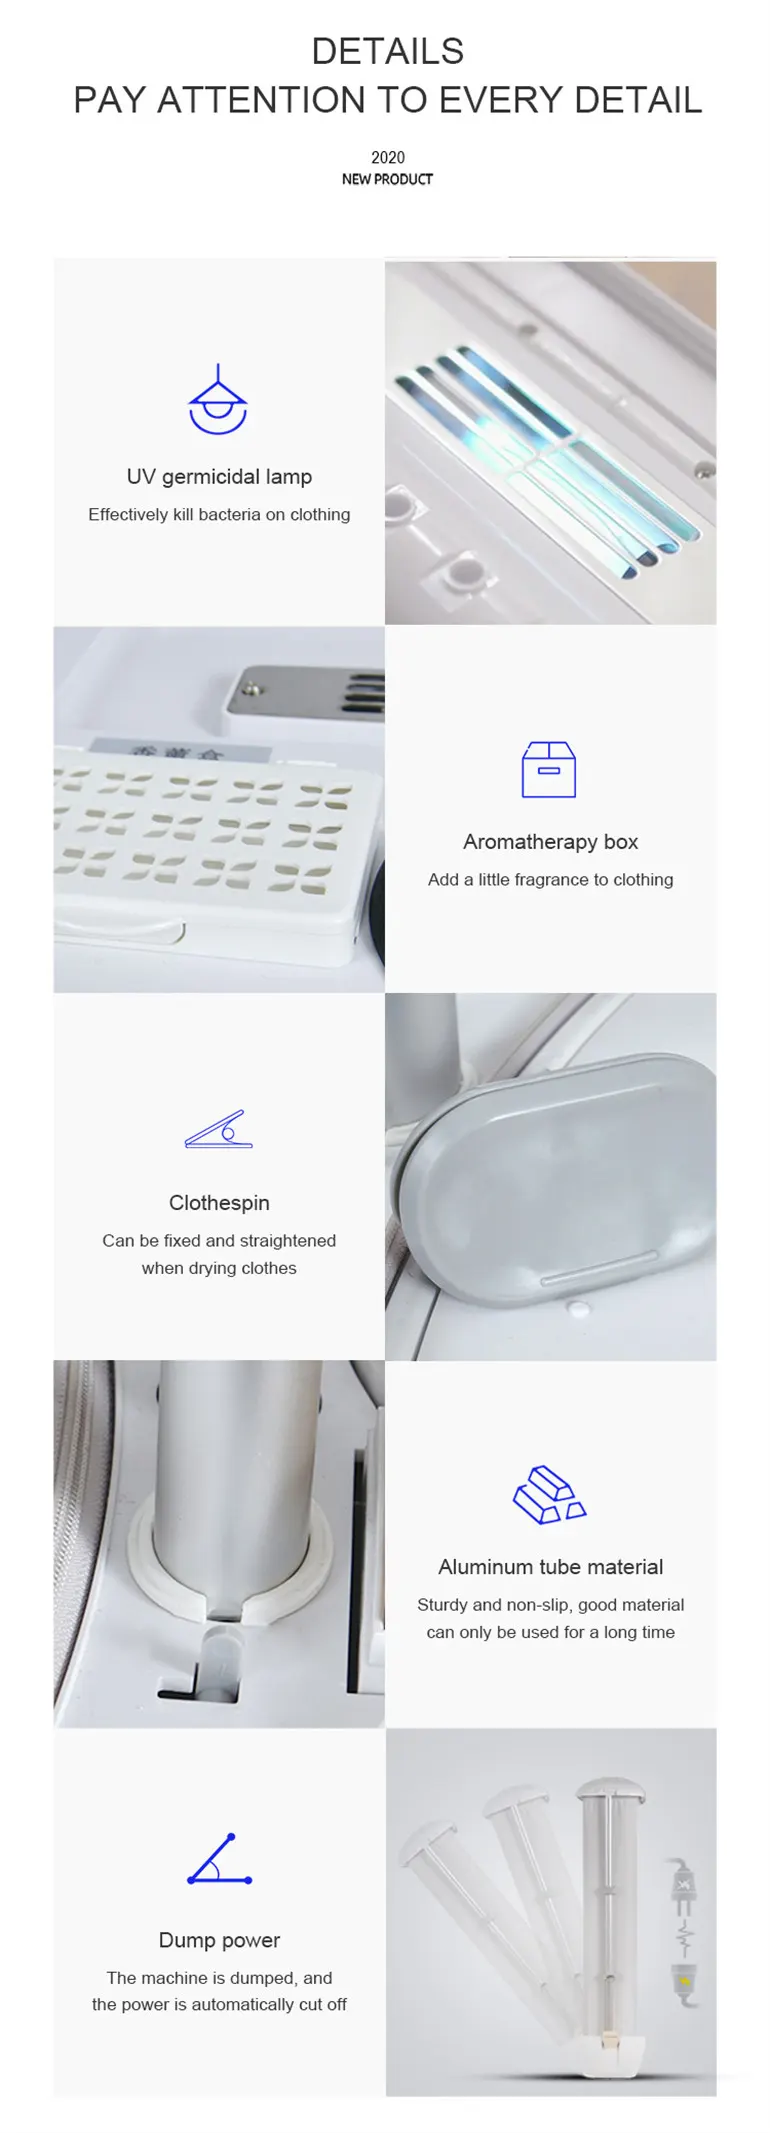 DETAILS
PAY ATTENTION TO EVERY DETAIL
2020
NEW PRODUCT
UV germicidal lamp
Effectively kill bacteria on clothing
香薰盒
Aromatherapy box
Add a little fragrance to clothing
Clothespin
Can be fixed and straightened
when drying clothes
Aluminum tube material
Sturdy and non-slip, good material
can only be used for a long time
Dump power
The machine is dumped, and
the power is automatically cut off